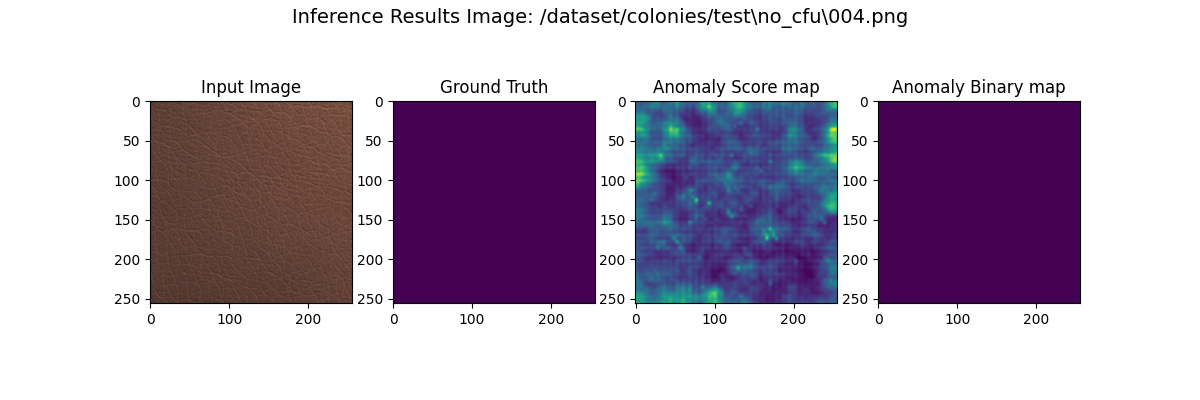 Inference Results Image: /dataset/colonies/test\no_cfu\004.png
Input Image Ground Truth Anomaly Score map Anomaly Binary map
0 0 0 0
50 50 50 50
100 100 100 100
150 150 150 150
200 200 200 200
250 250 250 250
0 100 200 0 100 200 0 100 200 0 100 200